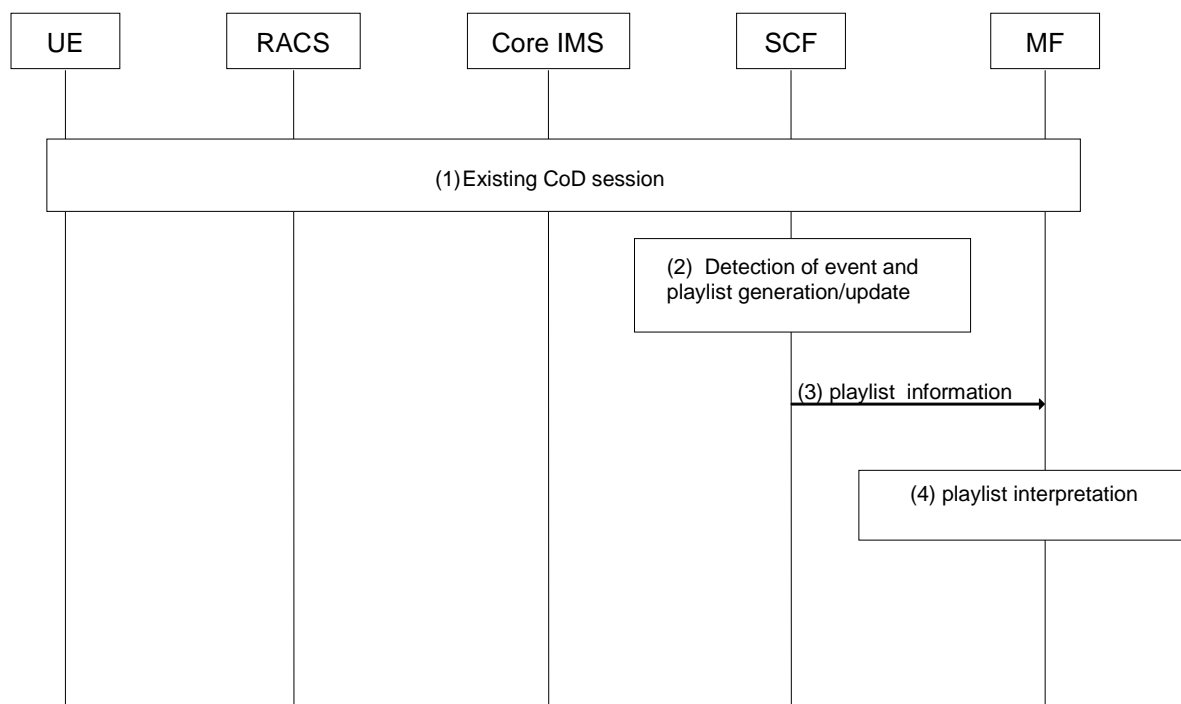 UE
RACS
Core IMS
SCF
MF
(1)Existing CoD session
(2)  Detection of event and
playlist generation/update
(3) playlist  information
(4) playlist interpretation